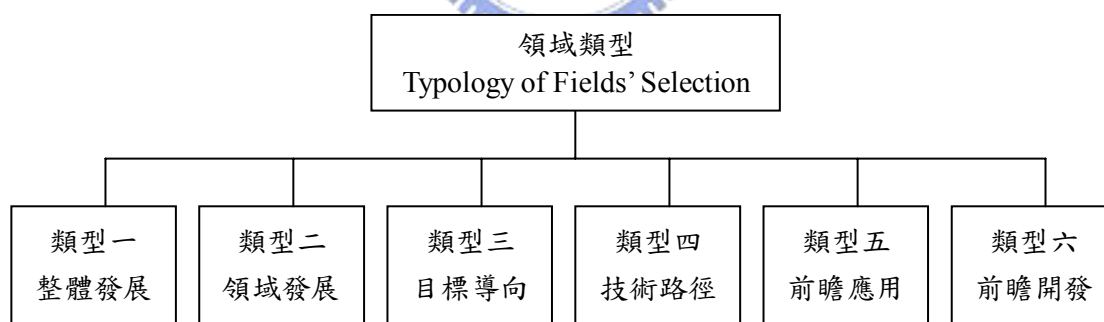 領域類型
Typology of Fields’ Selection
類型一
整體發展
類型二
領域發展
類型三
目標導向
類型四
技術路徑
類型五
前瞻應用
類型六
前瞻開發